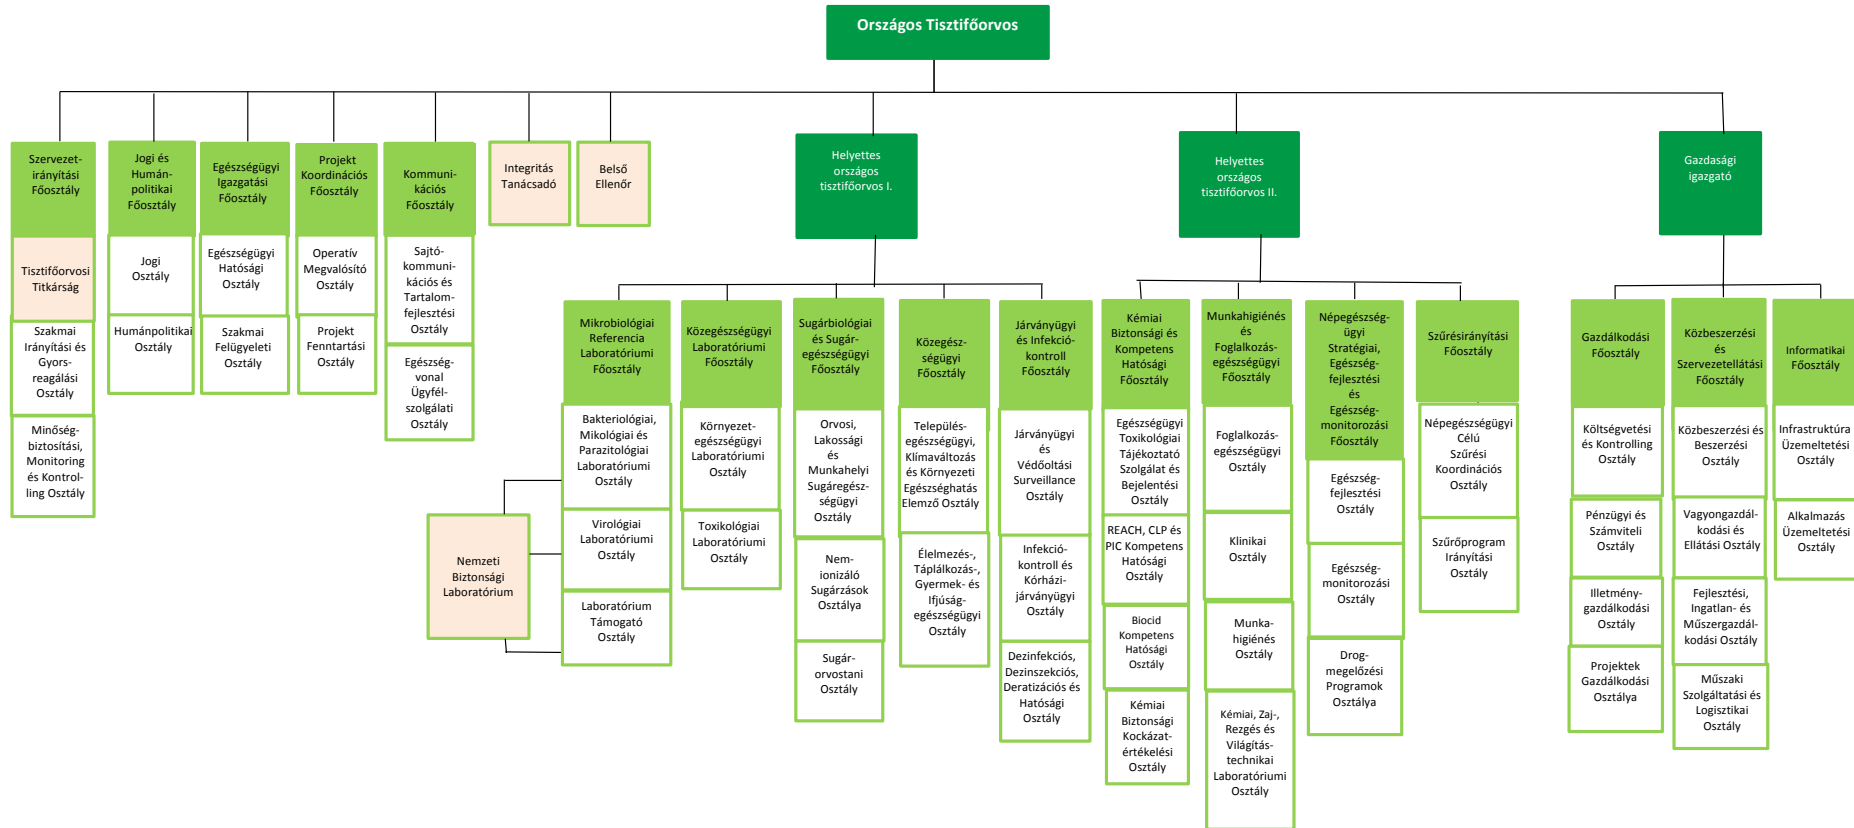 Országos Tisztifőorvos
Szervezet-
irányítási
Főosztály
Tisztifőorvosi
Titkárság
Szakmai
Irányítási és
Gyors-
reagálási
Osztály
Minőség-
biztosítási,
Monitoring
és Kontrol-
ling Osztály
Jogi és
Humán-
politikai
Főosztály
Jogi
Osztály
Humánpolitikai
Osztály
Egészségügyi
Igazgatási
Főosztály
Egészségügyi
Hatósági
Osztály
Szakmai
Felügyeleti
Osztály
Projekt
Koordinációs
Főosztály
Operatív
Megvalósító
Osztály
Projekt
Fenntartási
Osztály
Kommuni-
kációs
Főosztály
Sajtó-
kommuni-
kációs és
Tartalom-
fejlesztési
Osztály
Egészség-
vonal
Ügyfél-
szolgálati
Osztály
Integritás
Tanácsadó
Belső
Ellenőr
Helyettes
országos
tisztifőorvos I.
Mikrobiológiai
Referencia
Laboratóriumi
Főosztály
Bakteriológiai,
Mikológiai és
Parazitológiai
Laboratóriumi
Osztály
Virológiai
Laboratóriumi
Osztály
Laboratórium
Támogató
Osztály
Nemzeti
Biztonsági
Laboratórium
Közegészségügyi
Laboratóriumi
Főosztály
Környezet-
egészségügyi
Laboratóriumi
Osztály
Toxikológiai
Laboratóriumi
Osztály
Sugárbiológiai
és Sugár-
egészségügyi
Főosztály
Orvosi,
Lakossági
és
Munkahelyi
Sugáregész-
ségügyi
Osztály
Nem-
ionizáló
Sugárzások
Osztálya
Sugár-
orvostani
Osztály
Közegész-
ségügyi
Főosztály
Település-
egészségügyi,
Klímaváltozás
és Környezeti
Egészséghatás
Elemző Osztály
Élelmezés-,
Táplálkozás-,
Gyermek- és
Ifjúság-
egészségügyi
Osztály
Járványügyi
és Infekció-
kontroll
Főosztály
Járványügyi
és
Védőoltási
Surveillance
Osztály
Infekció-
kontroll és
Kórházi-
járványügyi
Osztály
Dezinfekciós,
Dezinszekciós,
Deratizációs és
Hatósági
Osztály
Helyettes
országos
tisztifőorvos II.
Kémiai
Biztonsági és
Kompetens
Hatósági
Főosztály
Egészségügyi
Toxikológiai
Tájékoztató
Szolgálat és
Bejelentési
Osztály
REACH, CLP és
PIC Kompetens
Hatósági
Osztály
Biocid
Kompetens
Hatósági
Osztály
Kémiai
Biztonsági
Kockázat-
értékelési
Osztály
Munkahigiénés
és
Foglalkozás-
egészségügyi
Főosztály
Foglalkozás-
egészségügyi
Osztály
Klinikai
Osztály
Munka-
higiénés
Osztály
Kémiai, Zaj-,
Rezgés és
Világítás-
technikai
Laboratóriumi
Osztály
Népegészség-
ügyi
Stratégiai,
Egészség-
fejlesztési
és
Egészség-
monitorozási
Főosztály
Egészség-
fejlesztési
Osztály
Egészség-
monitorozási
Osztály
Drog-
megelőzési
Programok
Osztálya
Szűrésirányítási
Főosztály
Népegészségügyi
Célú
Szűrési
Koordinációs
Osztály
Szűrőprogram
Irányítási
Osztály
Gazdasági
igazgató
Gazdálkodási
Főosztály
Költségvetési
és Kontrolling
Osztály
Pénzügyi és
Számviteli
Osztály
Illetmény-
gazdálkodási
Osztály
Projektek
Gazdálkodási
Osztálya
Közbeszerzési
és
Szervezetellátási
Főosztály
Közbeszerzési és
Beszerzési
Osztály
Vagyongazdál-
kodási és
Ellátási Osztály
Fejlesztési,
Ingatlan- és
Műszergazdál-
kodási Osztály
Műszaki
Szolgáltatási és
Logisztikai
Osztály
Informatikai
Főosztály
Infrastruktúra
Üzemeltetési
Osztály
Alkalmazás
Üzemeltetési
Osztály